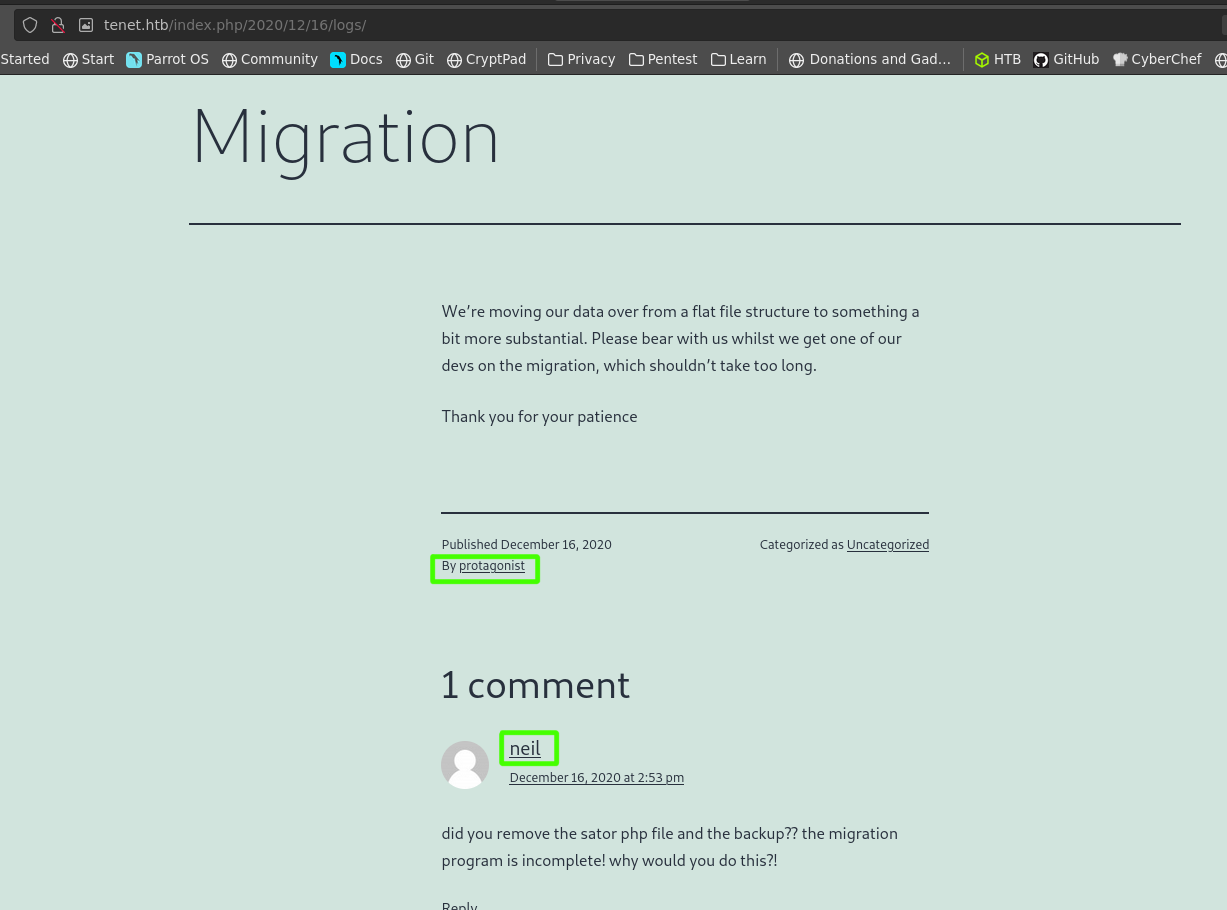 tenet.htb/index.php/2020/12/16/logs/
Started Start Parrot OS Community Docs Git CryptPad Privacy Pentest Learn Donations and Gad... HTB GitHub CyberChef
Migration
We’re moving our data over from a flat file structure to something a
bit more substantial. Please bear with us whilst we get one of our
devs on the migration, which shouldn’t take too long.
Thank you for your patience
Published December 16, 2020 Categorized as Uncategorized
By protagonist
1 comment
neil
December 16, 2020 at 2:53 pm
did you remove the sator php file and the backup?? the migration
program is incomplete! why would you do this?!
Reply